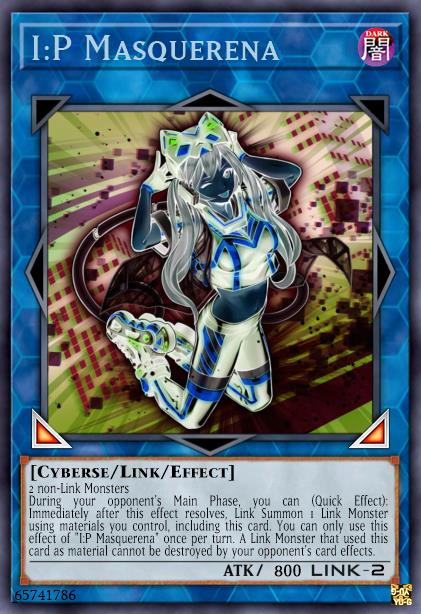 I:P Masquerena
DARK
闇
[Cyberse/Link/Effect]
2 non-Link Monsters
During your opponent's Main Phase, you can (Quick Effect):
Immediately after this effect resolves, Link Summon 1 Link Monster
using materials you control, including this card. You can only use this
effect of "I:P Masquerena" once per turn. A Link Monster that used this
card as material cannot be destroyed by your opponent's card effects.
ATK/ 800 LINK-2
65741786